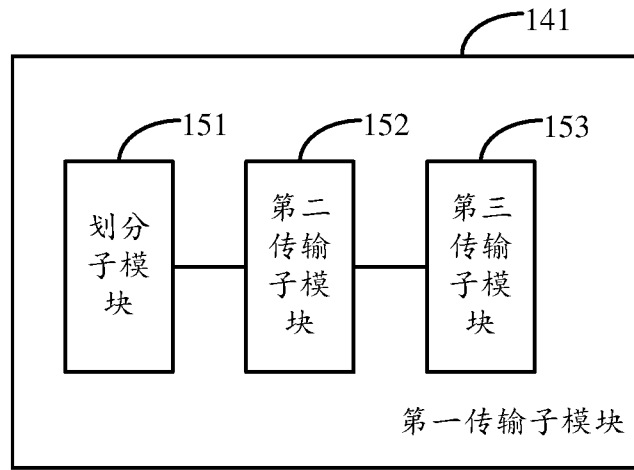 141
151
152
153
划分
子模
块
第二
传输
子模
块
第三
传输
子模
块
第一传输子模块